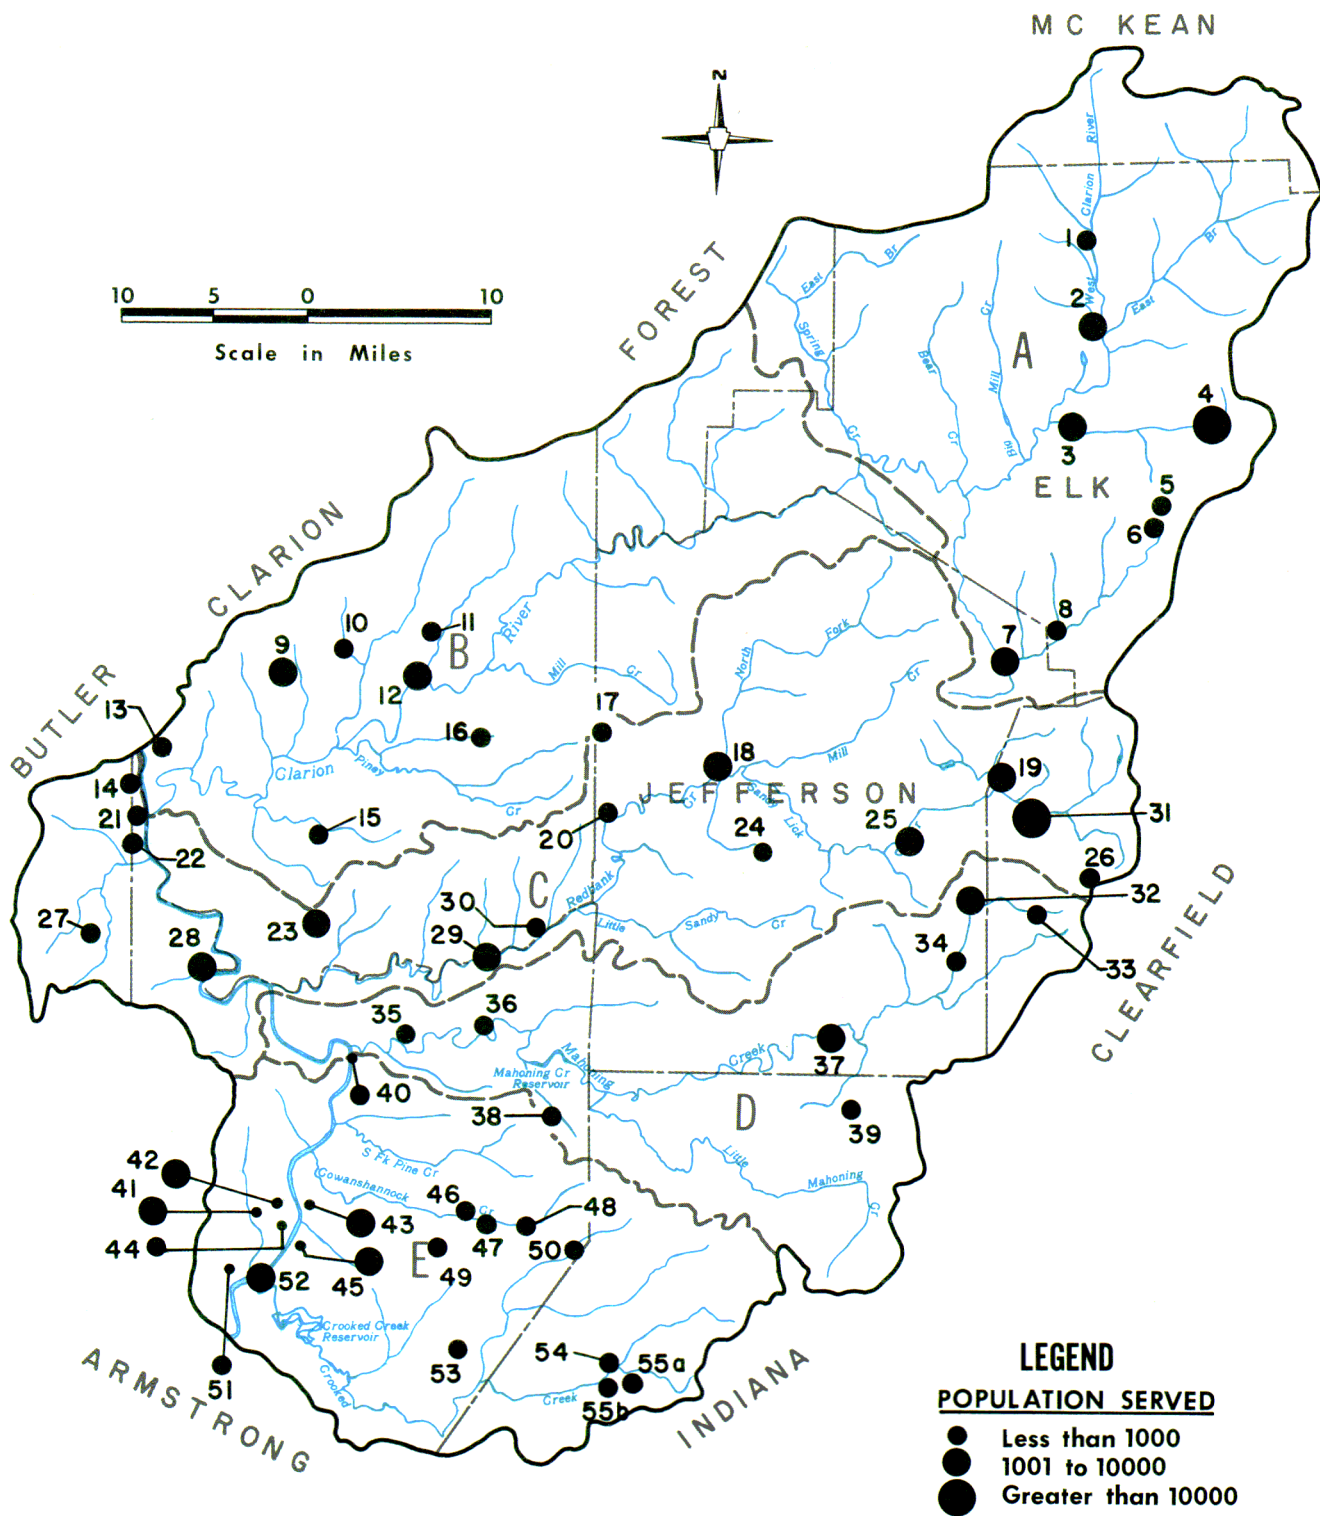 MC KEAN
N
River
Clarion
1
Br
FOREST
East
Br
10 5 0 10
Scale in Miles
2
West
East
Spring
Cr
Bear
Mill
A
4
3
Big
Cr
Cr
ELK
5
6
CLARION
8
7
10
11
9
B
River
12
Mill
Cr
North
Fork
Cr
BUTLER
13
17
16
18
Mill
19
Clarion
Piney
Cr
14
JEFFERSON
Cr
Sandy
Lick
21
15
20
25
Cr
31
22
24
26
C
Redbank
30
32
27
23
29
Little
Sandy
Cr
28
34
33
CLEARFIELD
35
36
Mahoning
Creek
37
Mahoning Cr
Reservoir
40
38
D
39
Little
Mahoning
Cr
S Fk Pine Cr
Cowanshannock
Cr
42
41
46
43
47
48
44
45
E
49
50
52
Crooked Creek
Reservoir
51
53
Crooked
Creek
54
55a
55b
ARMSTRONG
INDIANA
LEGEND
POPULATION SERVED
Less than 1000
1001 to 10000
Greater than 10000